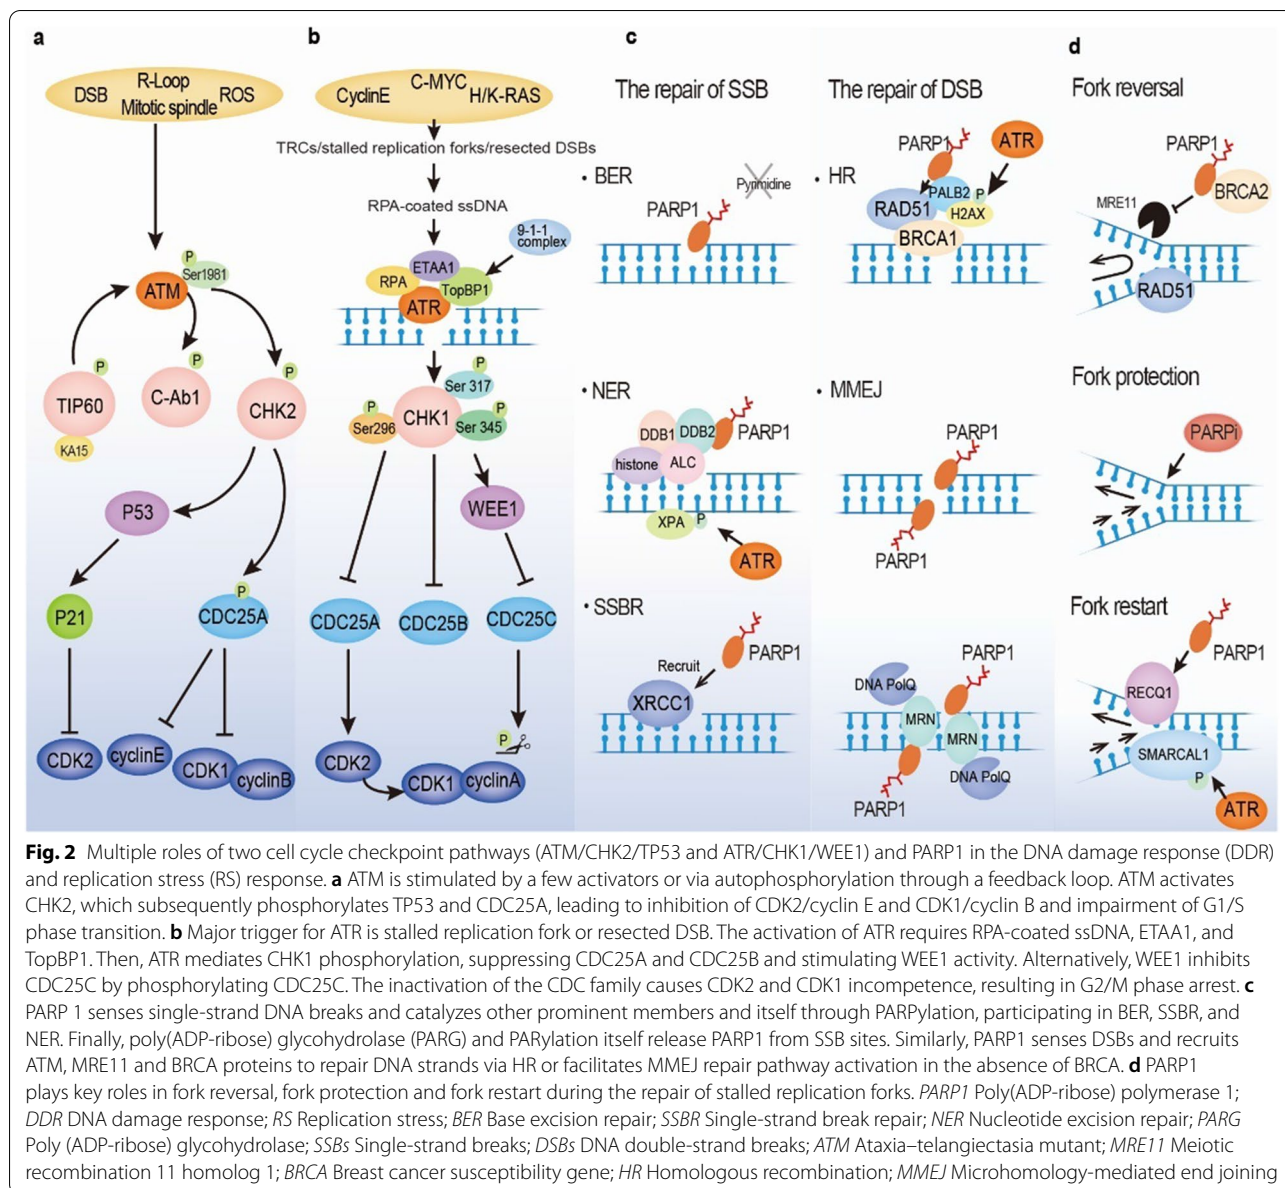 a
DSB
R-Loop
Mitotic spindle
ROS
P
Ser1981
ATM
P
TIP60
KA15
P
C-Ab1
P
CHK2
P53
P21
P
CDC25A
CDK2
cyclinE
CDK1
cyclinB
b
CyclinE
C-MYC
H/K-RAS
TRCs/stalled replication forks/resected DSBs
RPA-coated ssDNA
9-1-1
complex
ETAA1
RPA
TopBP1
ATR
P
Ser 317
P
Ser296
CHK1
P
Ser 345
WEE1
CDC25A
CDC25B
CDC25C
P
CDK2
CDK1
cyclinA
c
The repair of SSB
• BER
Pyrimidine
PARP1
• NER
DDB1
DDB2
PARP1
histone
ALC
XPA
P
ATR
• SSBR
PARP1
Recruit
XRCC1
The repair of DSB
• HR
PARP1
ATR
PALB2
P
RAD51
H2AX
BRCA1
• MMEJ
PARP1
PARP1
PARP1
DNA PolQ
MRN
MRN
DNA PolQ
PARP1
d
Fork reversal
PARP1
BRCA2
MRE11
RAD51
Fork protection
PARPi
Fork restart
PARP1
RECQ1
SMARCAL1
P
ATR
Fig. 2 Multiple roles of two cell cycle checkpoint pathways (ATM/CHK2/TP53 and ATR/CHK1/WEE1) and PARP1 in the DNA damage response (DDR)
and replication stress (RS) response. a ATM is stimulated by a few activators or via autophosphorylation through a feedback loop. ATM activates
CHK2, which subsequently phosphorylates TP53 and CDC25A, leading to inhibition of CDK2/cyclin E and CDK1/cyclin B and impairment of G1/S
phase transition. b Major trigger for ATR is stalled replication fork or resected DSB. The activation of ATR requires RPA-coated ssDNA, ETAA1, and
TopBP1. Then, ATR mediates CHK1 phosphorylation, suppressing CDC25A and CDC25B and stimulating WEE1 activity. Alternatively, WEE1 inhibits
CDC25C by phosphorylating CDC25C. The inactivation of the CDC family causes CDK2 and CDK1 incompetence, resulting in G2/M phase arrest. c
PARP 1 senses single-strand DNA breaks and catalyzes other prominent members and itself through PARPylation, participating in BER, SSBR, and
NER. Finally, poly(ADP-ribose) glycohydrolase (PARG) and PARylation itself release PARP1 from SSB sites. Similarly, PARP1 senses DSBs and recruits
ATM, MRE11 and BRCA proteins to repair DNA strands via HR or facilitates MMEJ repair pathway activation in the absence of BRCA. d PARP1
plays key roles in fork reversal, fork protection and fork restart during the repair of stalled replication forks. PARP1 Poly(ADP-ribose) polymerase 1;
DDR DNA damage response; RS Replication stress; BER Base excision repair; SSBR Single-strand break repair; NER Nucleotide excision repair; PARG
Poly (ADP-ribose) glycohydrolase; SSBs Single-strand breaks; DSBs DNA double-strand breaks; ATM Ataxia–telangiectasia mutant; MRE11 Meiotic
recombination 11 homolog 1; BRCA Breast cancer susceptibility gene; HR Homologous recombination; MMEJ Microhomology-mediated end joining